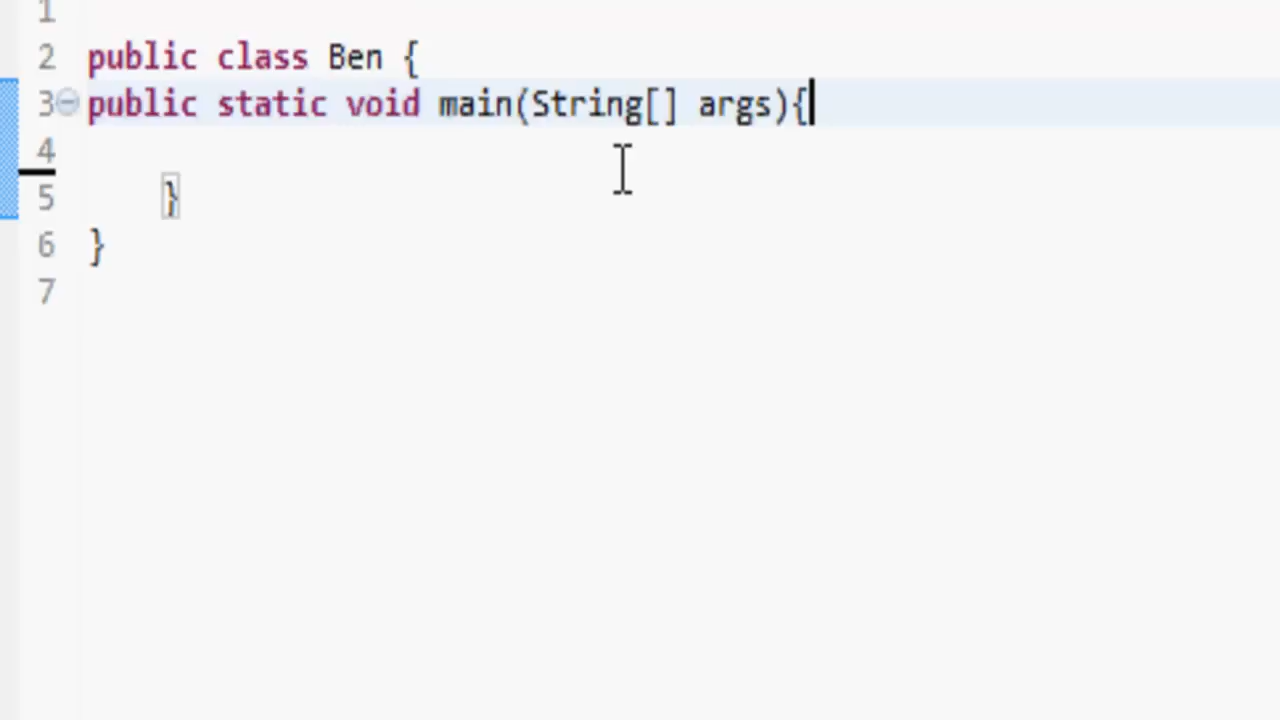 1
2 public class Ben {
3 public static void main(String[] args){
4
5 }
6 }
7